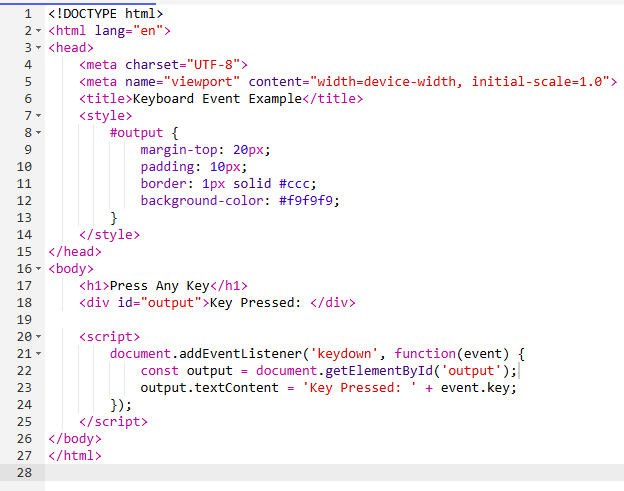 1 <!DOCTYPE html>
2 <html lang="en">
3 <head>
4     <meta charset="UTF-8">
5     <meta name="viewport" content="width=device-width, initial-scale=1.0">
6     <title>Keyboard Event Example</title>
7     <style>
8         #output {
9             margin-top: 20px;
10             padding: 10px;
11             border: 1px solid #ccc;
12             background-color: #f9f9f9;
13         }
14     </style>
15 </head>
16 <body>
17     <h1>Press Any Key</h1>
18     <div id="output">Key Pressed: </div>
19
20     <script>
21         document.addEventListener('keydown', function(event) {
22             const output = document.getElementById('output');
23             output.textContent = 'Key Pressed: ' + event.key;
24         });
25     </script>
26 </body>
27 </html>
28